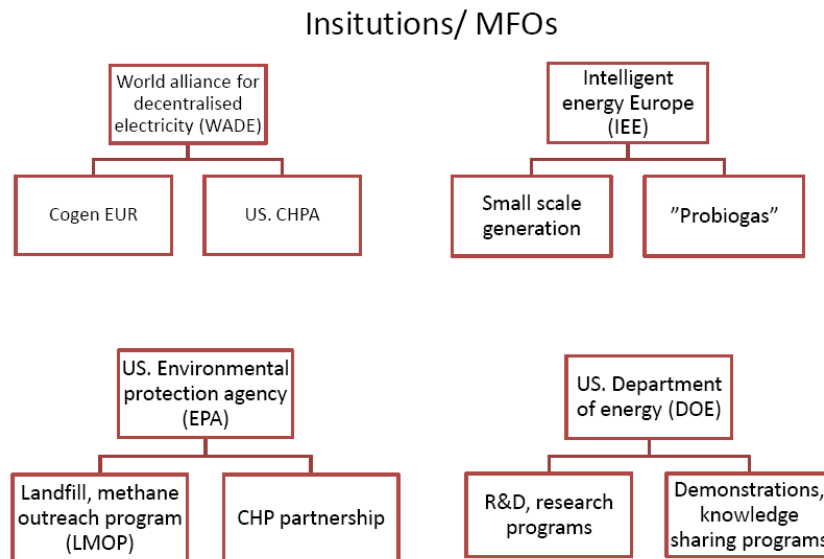 Insitutions/ MFOs
World alliance for
decentralised
electricity (WADE)
Cogen EUR
US. CHPA
Intelligent
energy Europe
(IEE)
Small scale
generation
"Probiogas"
US. Environmental
protection agency
(EPA)
Landfill, methane
outreach program
(LMOP)
CHP partnership
US. Department
of energy (DOE)
R&D, research
programs
Demonstrations,
knowledge
sharing programs